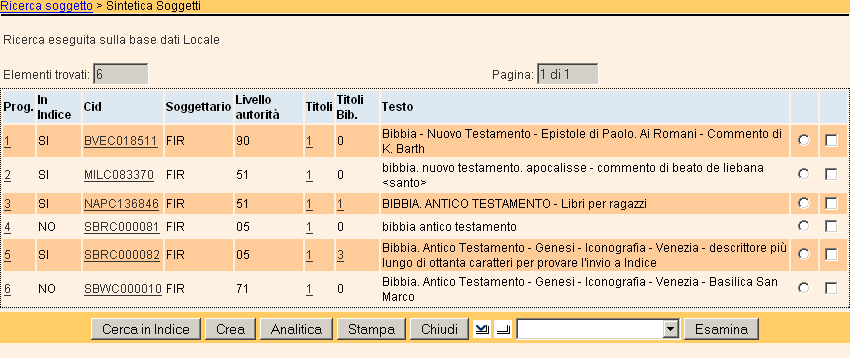 Ricerca soggetto > Sintetica Soggetti
Ricerca eseguita sulla base dati Locale
Elementi trovati: 6 Pagina: 1 di 1
Prog. In Indice Cid Soggettario Livello autorità Titoli Titoli Bib. Testo
1 SI BVEC018511 FIR 90 1 0 Bibbia - Nuovo Testamento - Epistole di Paolo. Ai Romani - Commento di
K. Barth
2 SI MILC083370 FIR 51 1 0 bibbia. nuovo testamento. apocalisse - commento di beato de liebana
<santo>
3 SI NAPC136846 FIR 51 1 1 BIBBIA. ANTICO TESTAMENTO - Libri per ragazzi
4 NO SBRC000081 FIR 05 1 0 bibbia antico testamento
5 SI SBRC000082 FIR 05 1 3 Bibbia. Antico Testamento - Genesi - Iconografia - Venezia - descrittore più
lungo di ottanta caratteri per provare l'invio a Indice
6 NO SBWC000010 FIR 71 1 0 Bibbia. Antico Testamento - Genesi - Iconografia - Venezia - Basilica San
Marco
Cerca in Indice Crea Analitica Stampa Chiudi Esamina